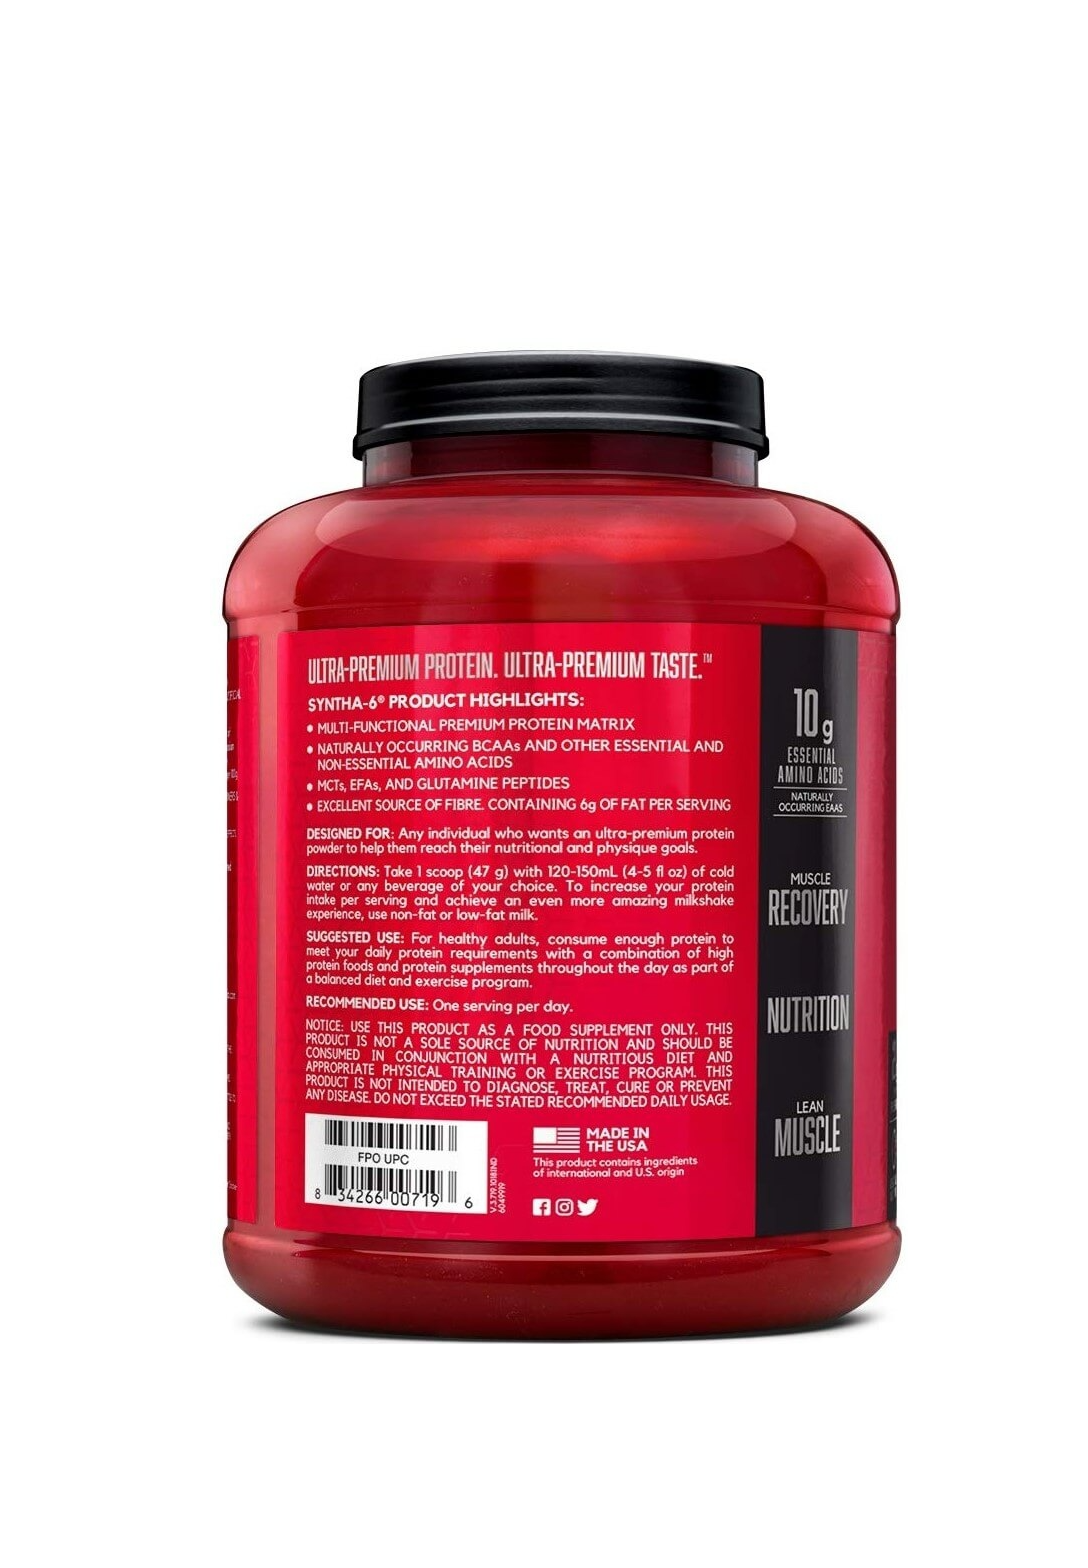 ULTRA-PREMIUM PROTEIN. ULTRA-PREMIUM TASTE.™
SYNTHA-6® PRODUCT HIGHLIGHTS:
• MULTI-FUNCTIONAL PREMIUM PROTEIN MATRIX
• NATURALLY OCCURRING BCAAs AND OTHER ESSENTIAL AND
NON-ESSENTIAL AMINO ACIDS
• MCTs, EFAs, AND GLUTAMINE PEPTIDES
• EXCELLENT SOURCE OF FIBRE. CONTAINING 6g OF FAT PER SERVING
DESIGNED FOR: Any individual who wants an ultra-premium protein
powder to help them reach their nutritional and physique goals.
DIRECTIONS: Take 1 scoop (47 g) with 120-150mL (4-5 fl oz) of cold
water or any beverage of your choice. To increase your protein
intake per serving and achieve an even more amazing milkshake
experience, use non-fat or low-fat milk.
SUGGESTED USE: For healthy adults, consume enough protein to
meet your daily protein requirements with a combination of high
protein foods and protein supplements throughout the day as part of
a balanced diet and exercise program.
RECOMMENDED USE: One serving per day.
NOTICE: USE THIS PRODUCT AS A FOOD SUPPLEMENT ONLY. THIS
PRODUCT IS NOT A SOLE SOURCE OF NUTRITION AND SHOULD BE
CONSUMED IN CONJUNCTION WITH A NUTRITIOUS DIET AND
APPROPRIATE PHYSICAL TRAINING OR EXERCISE PROGRAM. THIS
PRODUCT IS NOT INTENDED TO DIAGNOSE, TREAT, CURE OR PREVENT
ANY DISEASE. DO NOT EXCEED THE STATED RECOMMENDED DAILY USAGE.
FPO UPC
8 34266 00719 6
V.3.719.1018.IND
6049919
MADE IN
THE USA
This product contains ingredients
of international and U.S. origin
10 g
ESSENTIAL
AMINO ACIDS
NATURALLY
OCCURRING EAAS
MUSCLE
RECOVERY
NUTRITION
LEAN
MUSCLE